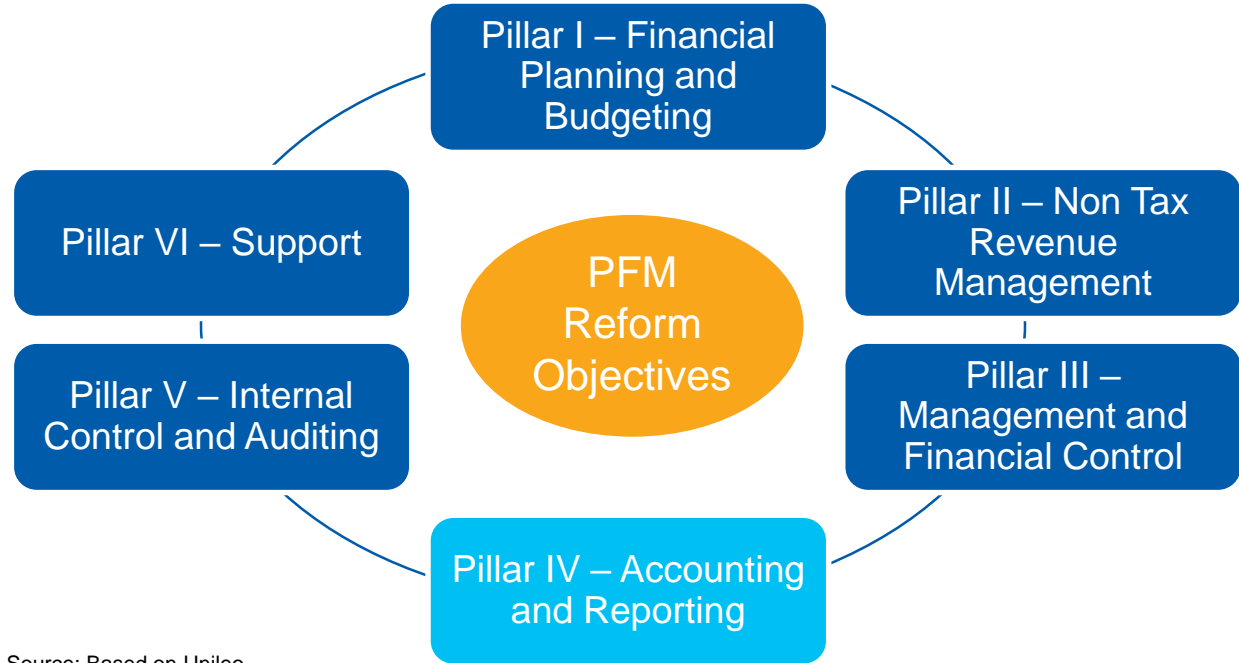 Pillar I – Financial
Planning and
Budgeting
Pillar II – Non Tax
Revenue
Management
Pillar III –
Management and
Financial Control
Pillar IV – Accounting
and Reporting
Pillar V – Internal
Control and Auditing
Pillar VI – Support
PFM
Reform
Objectives
Source: Based on